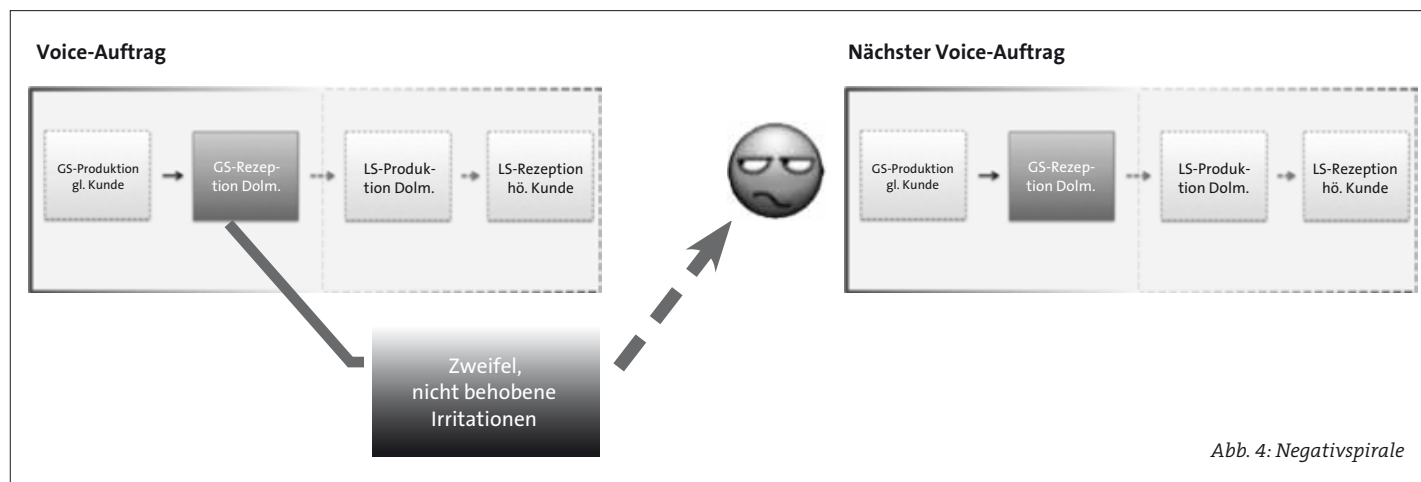 Voice-Auftrag
GS-Produktion
gl. Kunde
GS-Rezep-
tion Dolm.
LS-Produk-
tion Dolm.
LS-Rezeption
hö. Kunde
Zweifel,
nicht behobene
Irritationen
Nächster Voice-Auftrag
GS-Produktion
gl. Kunde
GS-Rezep-
tion Dolm.
LS-Produk-
tion Dolm.
LS-Rezeption
hö. Kunde
Abb. 4: Negativspirale